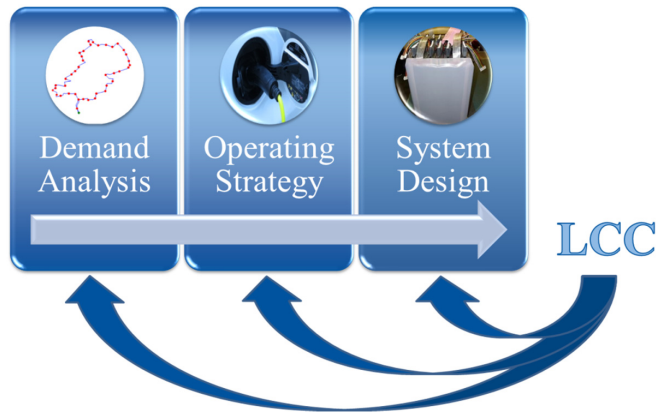 Demand
Analysis
Operating
Strategy
System
Design
LCC